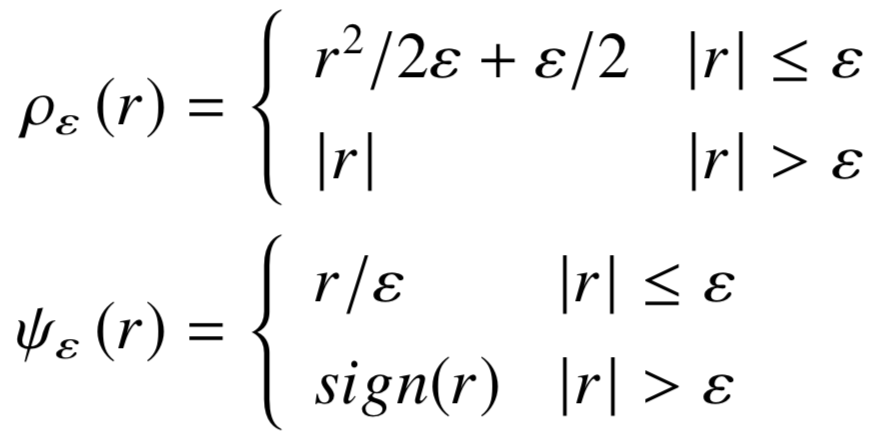 ρ_ε (r) = { r²/2ε + ε/2   |r| ≤ ε
|r|   |r| > ε
ψ_ε (r) = { r/ε   |r| ≤ ε
sign(r)   |r| > ε